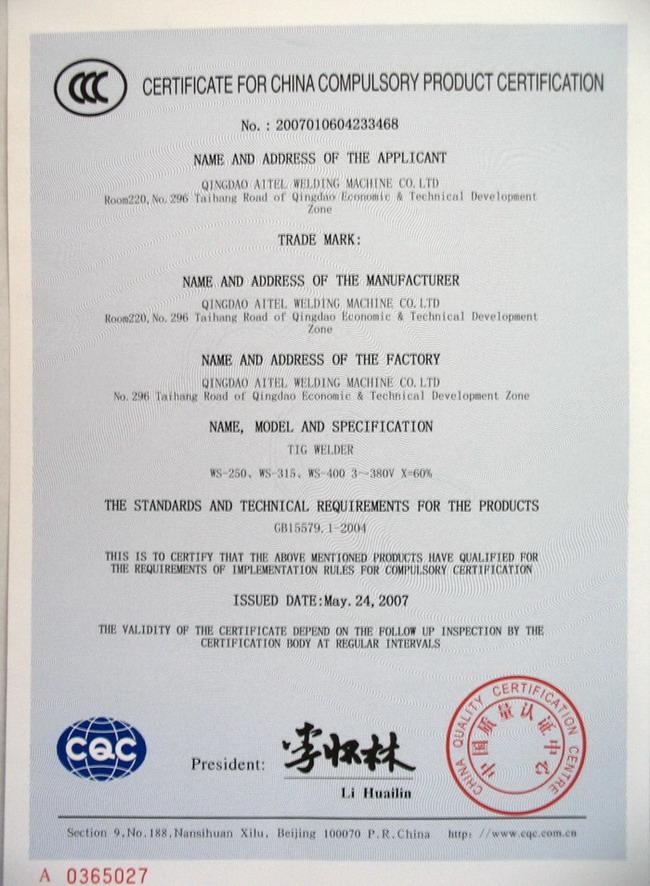 CCC CERTIFICATE FOR CHINA COMPULSORY PRODUCT CERTIFICATION
No. : 2007010604233468
NAME AND ADDRESS OF THE APPLICANT
QINGDAO AITEL WELDING MACHINE CO.LTD
Room220,No.296 Taihang Road of Qingdao Economic & Technical Development
Zone
TRADE MARK:
NAME AND ADDRESS OF THE MANUFACTURER
QINGDAO AITEL WELDING MACHINE CO.LTD
Room220,No.296 Taihang Road of Qingdao Economic & Technical Development
Zone
NAME AND ADDRESS OF THE FACTORY
QINGDAO AITEL WELDING MACHINE CO.LTD
No.296 Taihang Road of Qingdao Economic & Technical Development Zone
NAME, MODEL AND SPECIFICATION
TIG WELDER
WS-250、WS-315、WS-400 3～380V X=60%
THE STANDARDS AND TECHNICAL REQUIREMENTS FOR THE PRODUCTS
GB15579.1-2004
THIS IS TO CERTIFY THAT THE ABOVE MENTIONED PRODUCTS HAVE QUALIFIED FOR
THE REQUIREMENTS OF IMPLEMENTATION RULES FOR COMPULSORY CERTIFICATION
ISSUED DATE:May.24,2007
THE VALIDITY OF THE CERTIFICATE DEPEND ON THE FOLLOW UP INSPECTION BY THE
CERTIFICATION BODY AT REGULAR INTERVALS
CQC
President: 李怀林
Li Huailin
CHINA QUALITY CERTIFICATION CENTRE
中国质量认证中心
Section 9,No.188,Nansihuan Xilu, Beijing 100070 P.R.China http: //www.cqc.com.cn
A 0365027